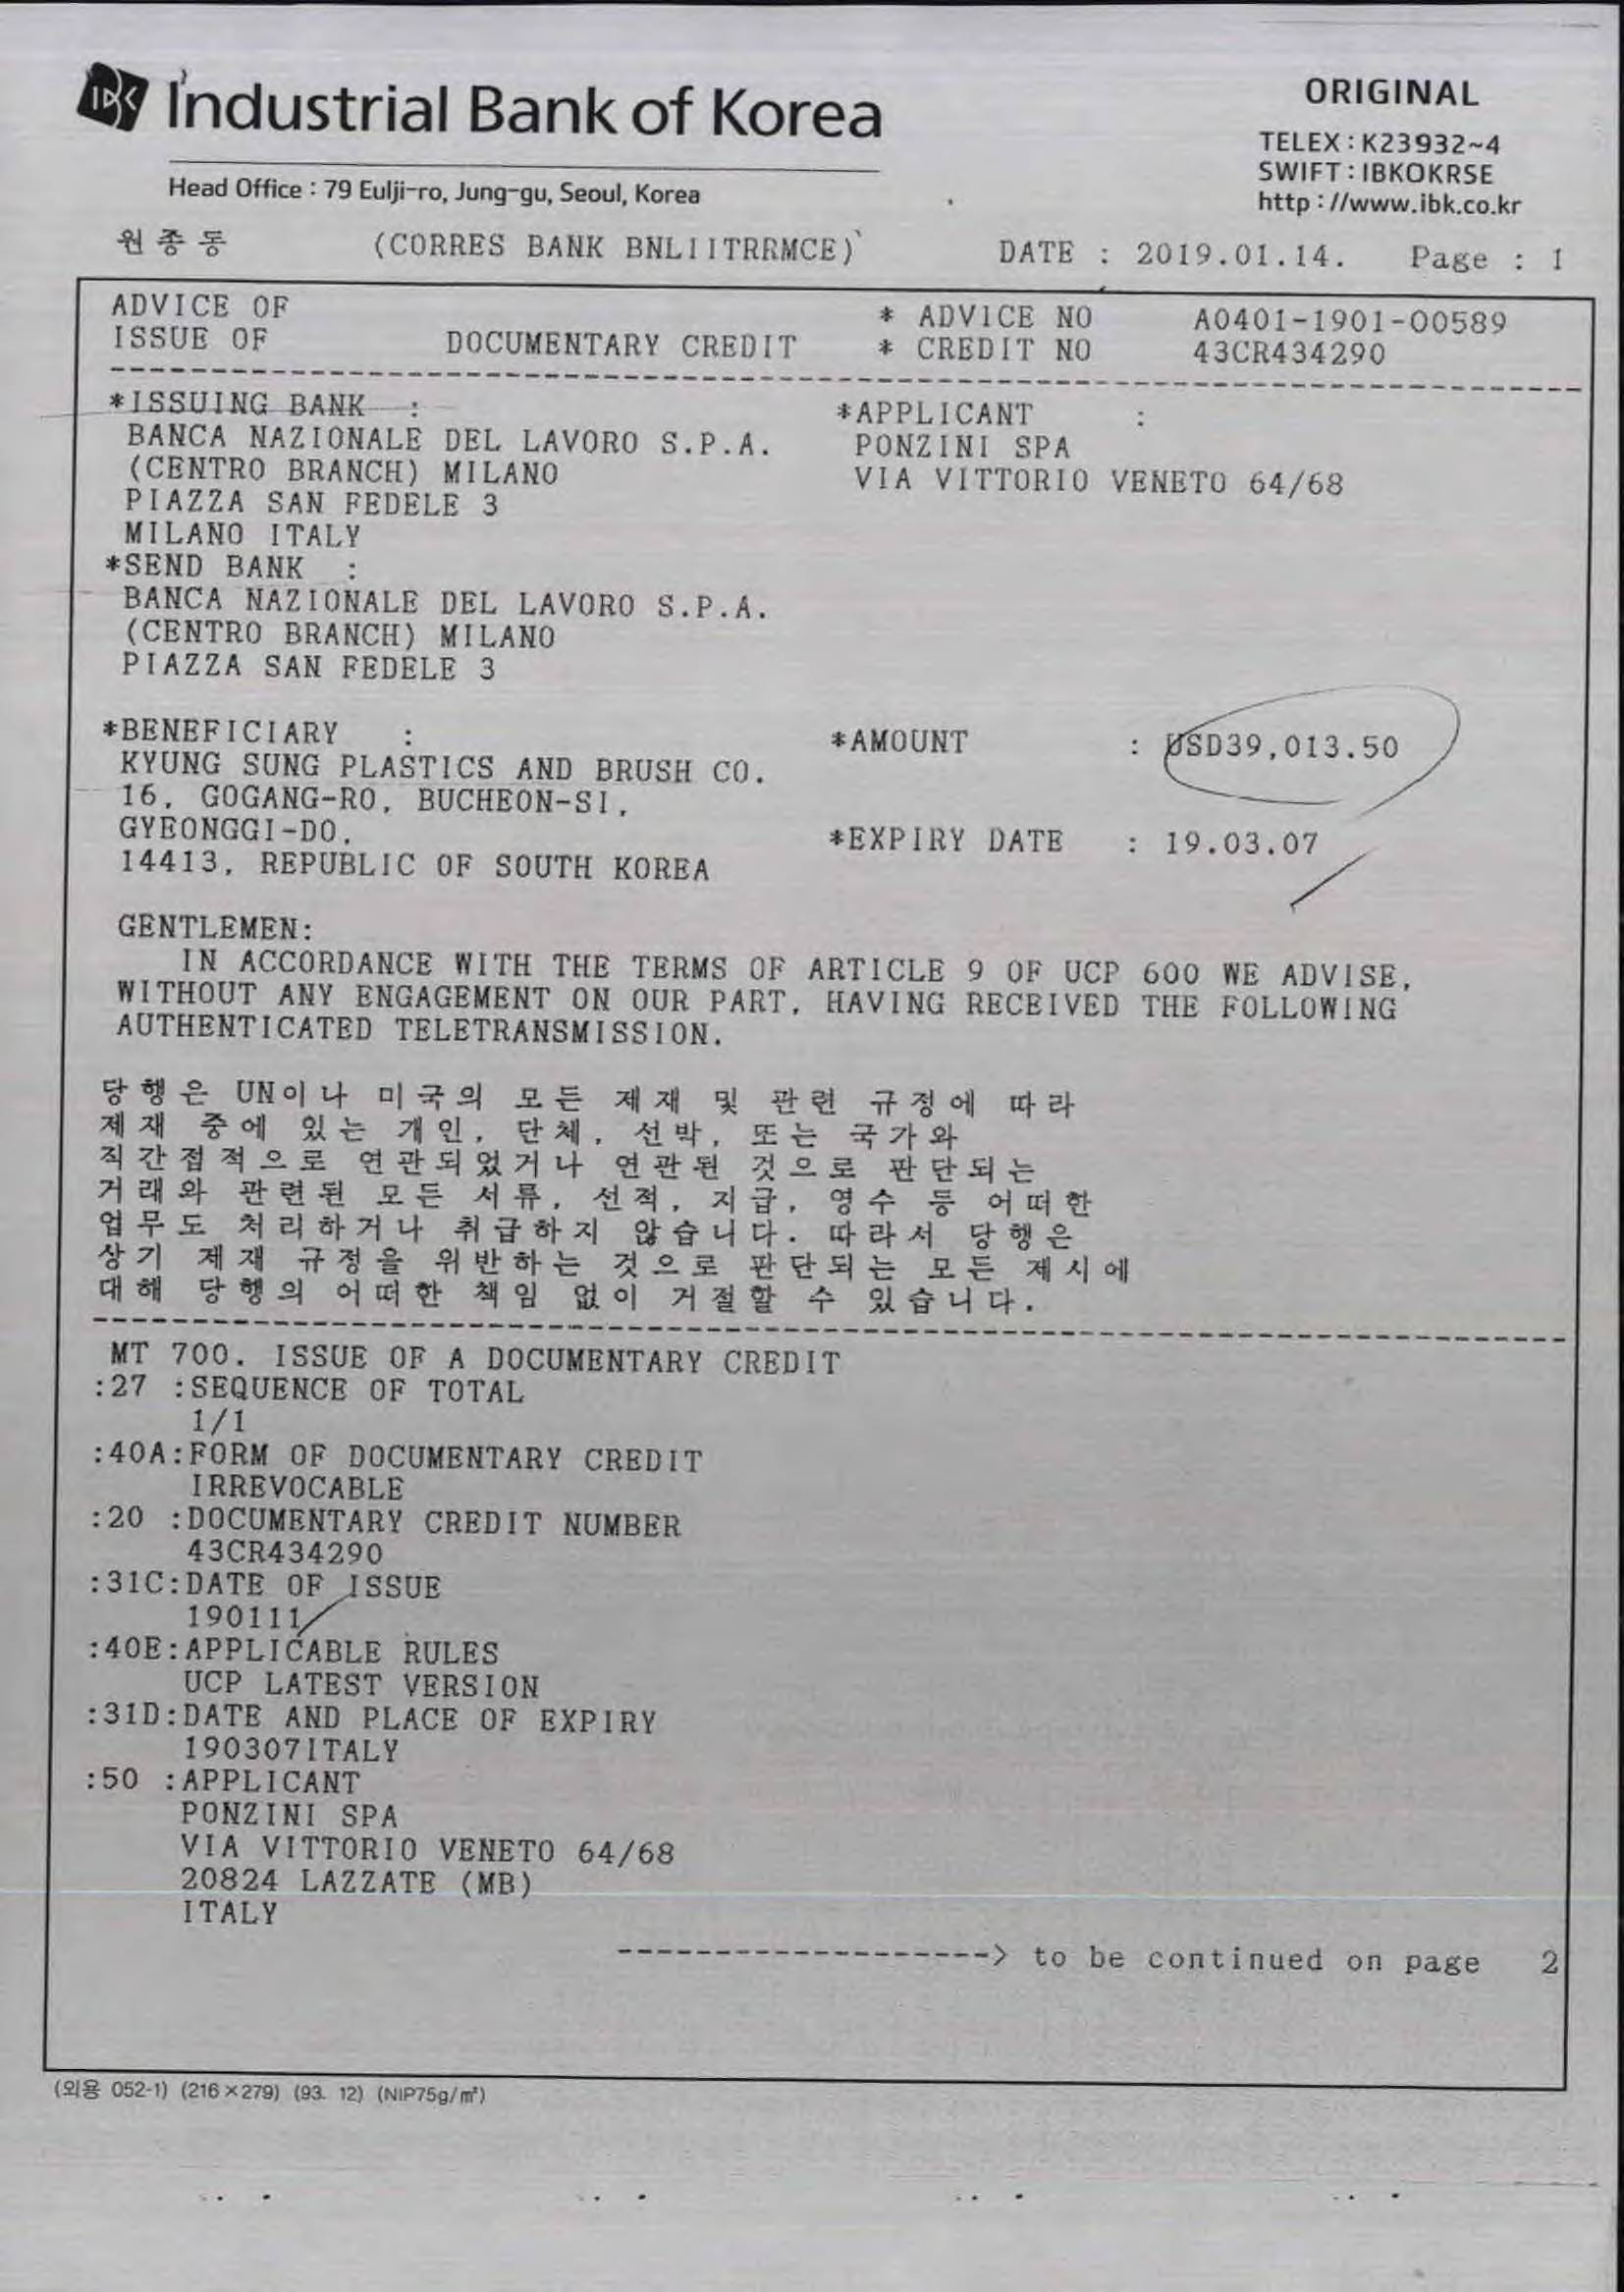 IBK Industrial Bank of Korea
ORIGINAL
TELEX : K23932~4
SWIFT : IBKOKRSE
http : //www.ibk.co.kr
Head Office : 79 Eulji-ro, Jung-gu, Seoul, Korea
원종동 (CORRES BANK BNLIITRRMCE) DATE : 2019.01.14. Page : 1
ADVICE OF * ADVICE NO A0401-1901-00589
ISSUE OF DOCUMENTARY CREDIT * CREDIT NO 43CR434290
*ISSUING BANK : *APPLICANT :
BANCA NAZIONALE DEL LAVORO S.P.A. PONZINI SPA
(CENTRO BRANCH) MILANO VIA VITTORIO VENETO 64/68
PIAZZA SAN FEDELE 3
MILANO ITALY
*SEND BANK :
BANCA NAZIONALE DEL LAVORO S.P.A.
(CENTRO BRANCH) MILANO
PIAZZA SAN FEDELE 3
*BENEFICIARY : *AMOUNT : USD39,013.50
KYUNG SUNG PLASTICS AND BRUSH CO.
16, GOGANG-RO, BUCHEON-SI,
GYEONGGI-DO, *EXPIRY DATE : 19.03.07
14413, REPUBLIC OF SOUTH KOREA
GENTLEMEN:
IN ACCORDANCE WITH THE TERMS OF ARTICLE 9 OF UCP 600 WE ADVISE,
WITHOUT ANY ENGAGEMENT ON OUR PART, HAVING RECEIVED THE FOLLOWING
AUTHENTICATED TELETRANSMISSION.
당행은 UN이나 미국의 모든 제재 및 관련 규정에 따라
제재 중에 있는 개인, 단체, 선박, 또는 국가와
직간접적으로 연관되었거나 연관된 것으로 판단되는
거래와 관련된 모든 서류, 선적, 지급, 영수 등 어떠한
업무도 처리하거나 취급하지 않습니다. 따라서 당행은
상기 제재 규정을 위반하는 것으로 판단되는 모든 제시에
대해 당행의 어떠한 책임 없이 거절할 수 있습니다.
MT 700. ISSUE OF A DOCUMENTARY CREDIT
:27 :SEQUENCE OF TOTAL
1/1
:40A:FORM OF DOCUMENTARY CREDIT
IRREVOCABLE
:20 :DOCUMENTARY CREDIT NUMBER
43CR434290
:31C:DATE OF ISSUE
190111
:40E:APPLICABLE RULES
UCP LATEST VERSION
:31D:DATE AND PLACE OF EXPIRY
190307ITALY
:50 :APPLICANT
PONZINI SPA
VIA VITTORIO VENETO 64/68
20824 LAZZATE (MB)
ITALY
-------------------> to be continued on page 2
(외용 052-1) (216×279) (93. 12) (NIP75g/㎡)